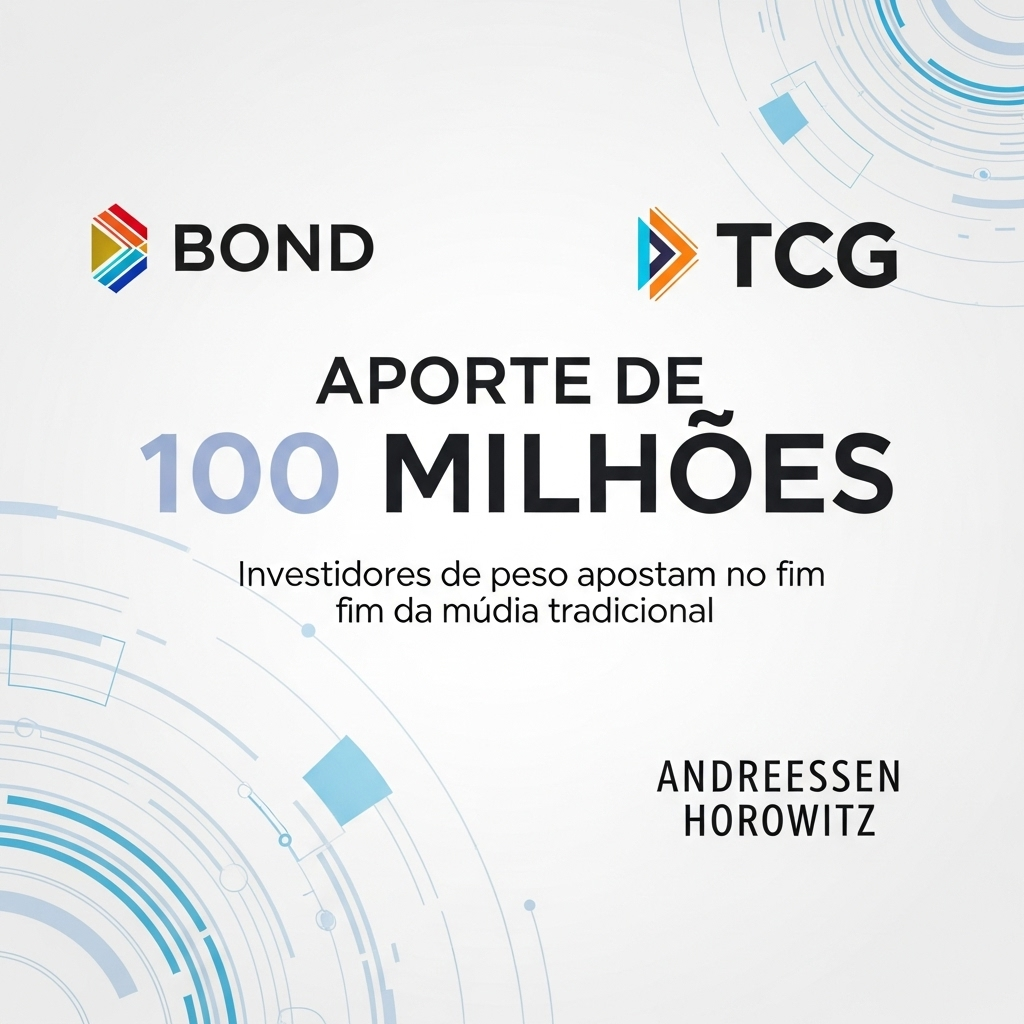 BOND
TCG
APORTE DE
100 MILHÕES
Investidores de peso apostam no fim
fim da múdia tradicional
ANDREESSEN
HOROWITZ